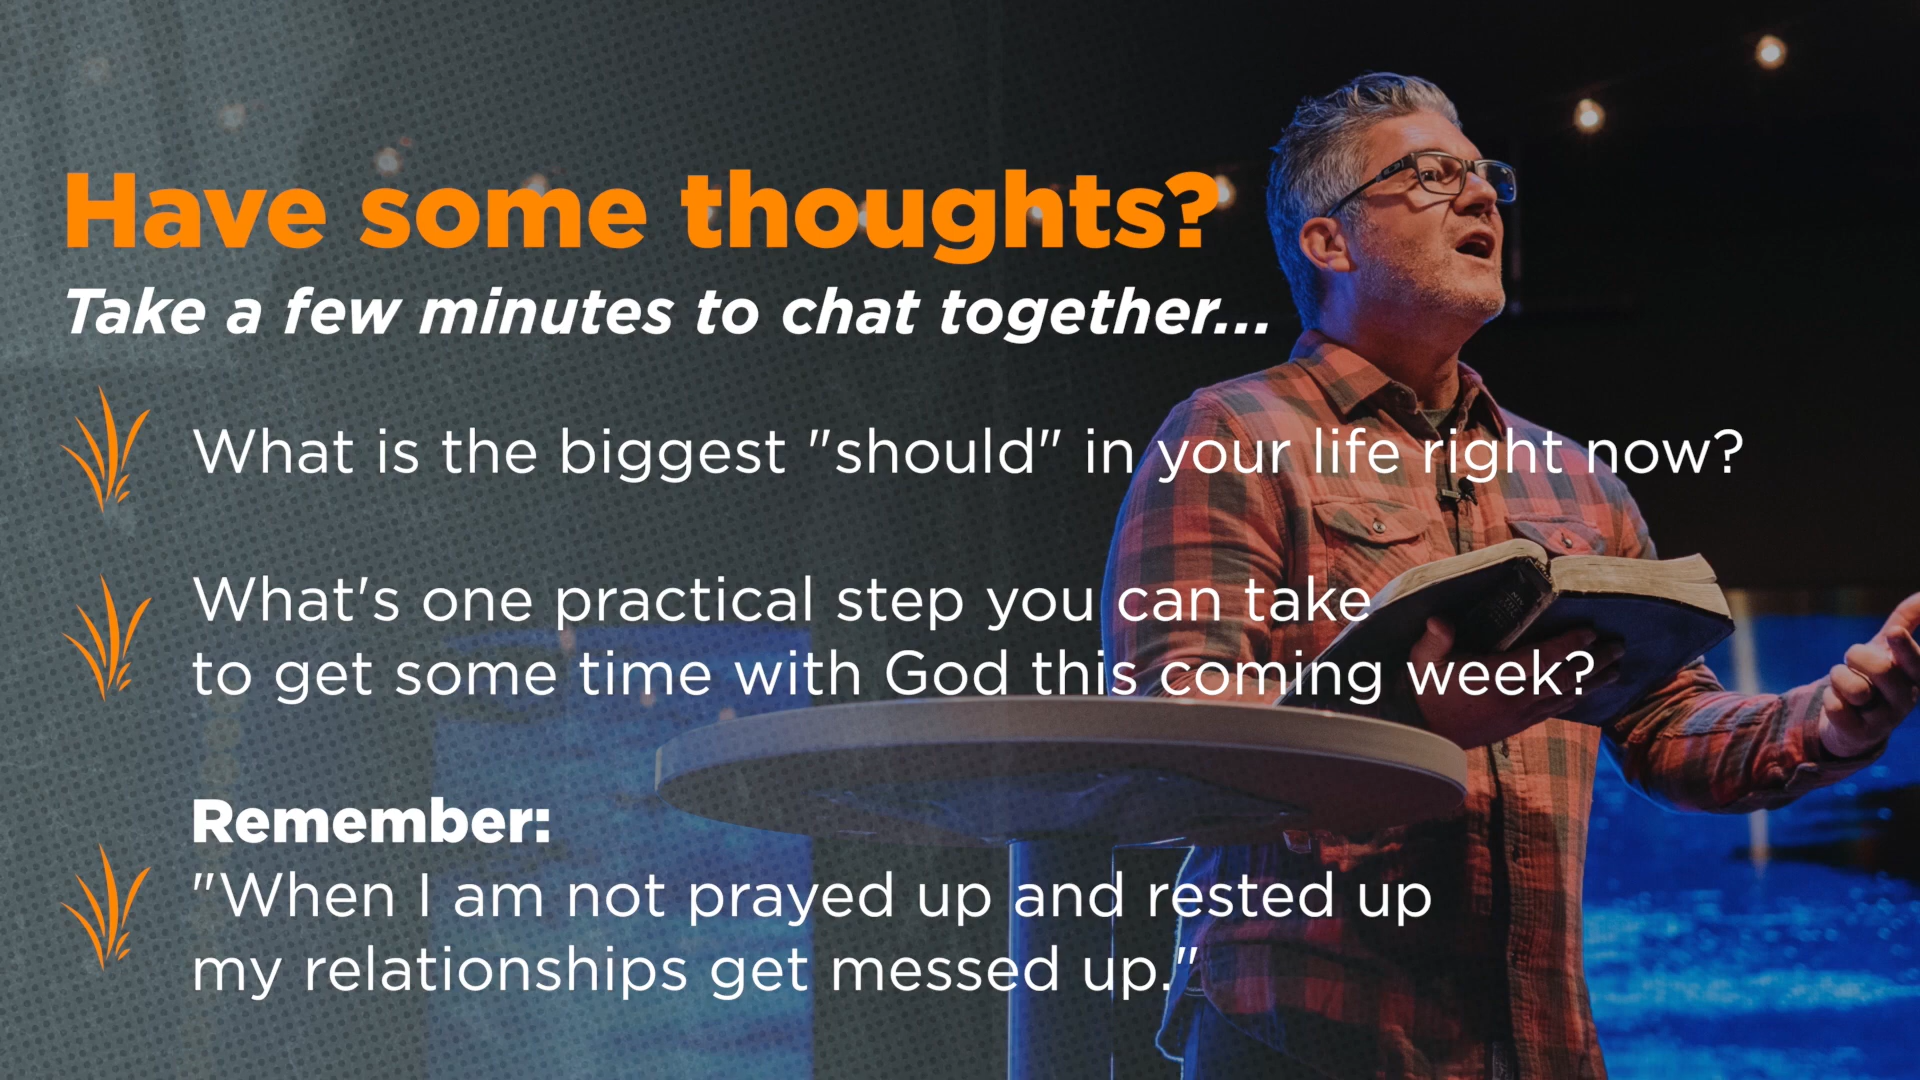 Have some thoughts?
Take a few minutes to chat together...
What is the biggest "should" in your life right now?
What's one practical step you can take
to get some time with God this coming week?
Remember:
"When I am not prayed up and rested up
my relationships get messed up."